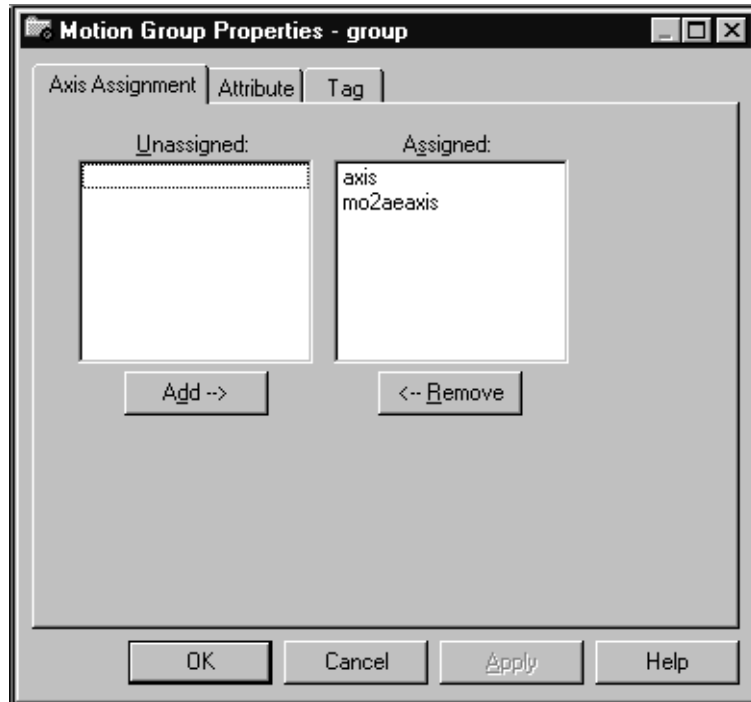 Motion Group Properties - group
Axis Assignment Attribute Tag
Unassigned: Assigned:
axis
mo2aeaxis
Add --> <-- Remove
OK Cancel Apply Help